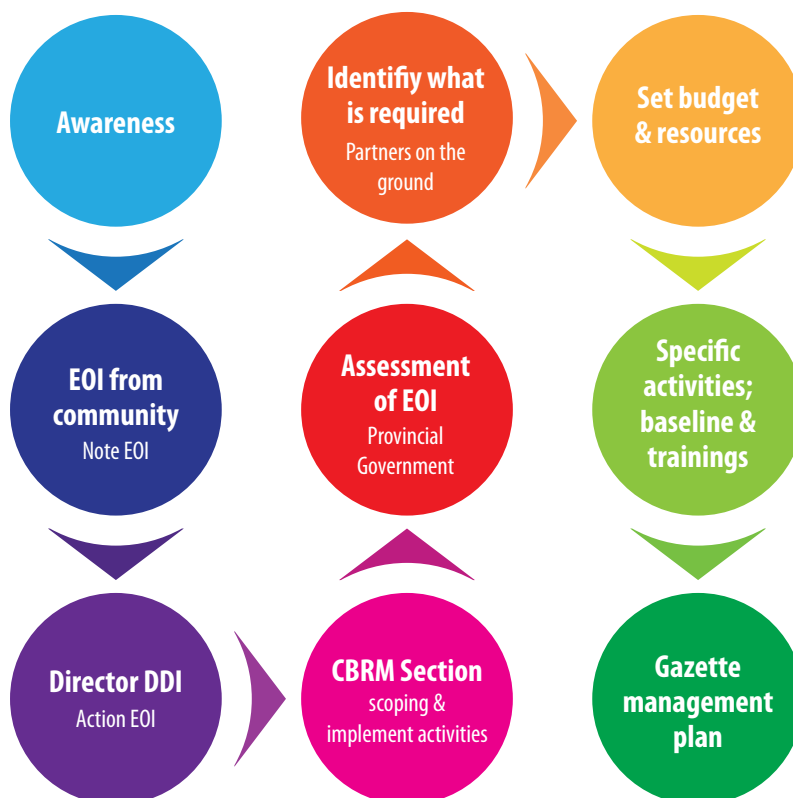 Awareness
EOI from
community
Note EOI
Director DDI
Action EOI
CBRM Section
scoping &
implement activities
Assessment
of EOI
Provincial
Government
Identifiy what
is required
Partners on the
ground
Set budget
& resources
Specific
activities;
baseline &
trainings
Gazette
management
plan